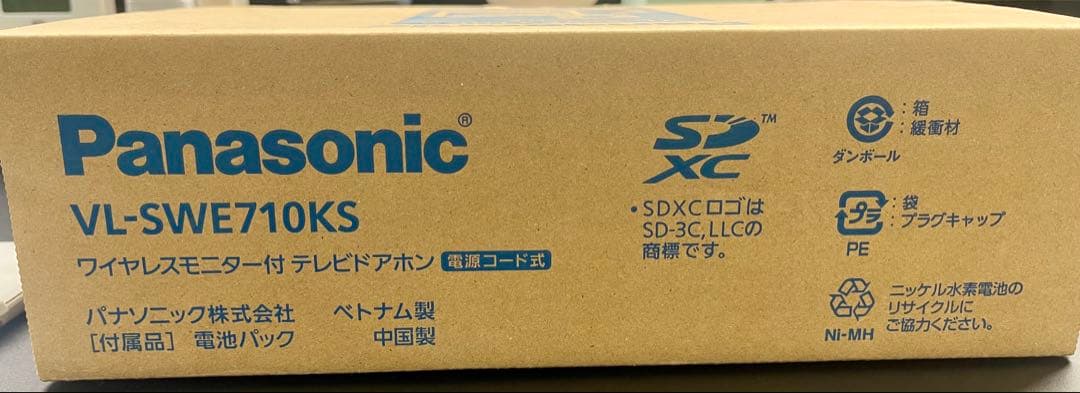 Panasonic®
VL-SWE710KS
ワイヤレスモニター付 テレビドアホン 電源コード式
パナソニック株式会社 ベトナム製
[付属品] 電池パック 中国製
SD XC™
・SDXCロゴは
SD-3C,LLCの
商標です。
:箱
:緩衝材
ダンボール
プラ
:袋
:プラグキャップ
PE
ニッケル水素電池の
リサイクルに
ご協力ください。
Ni-MH